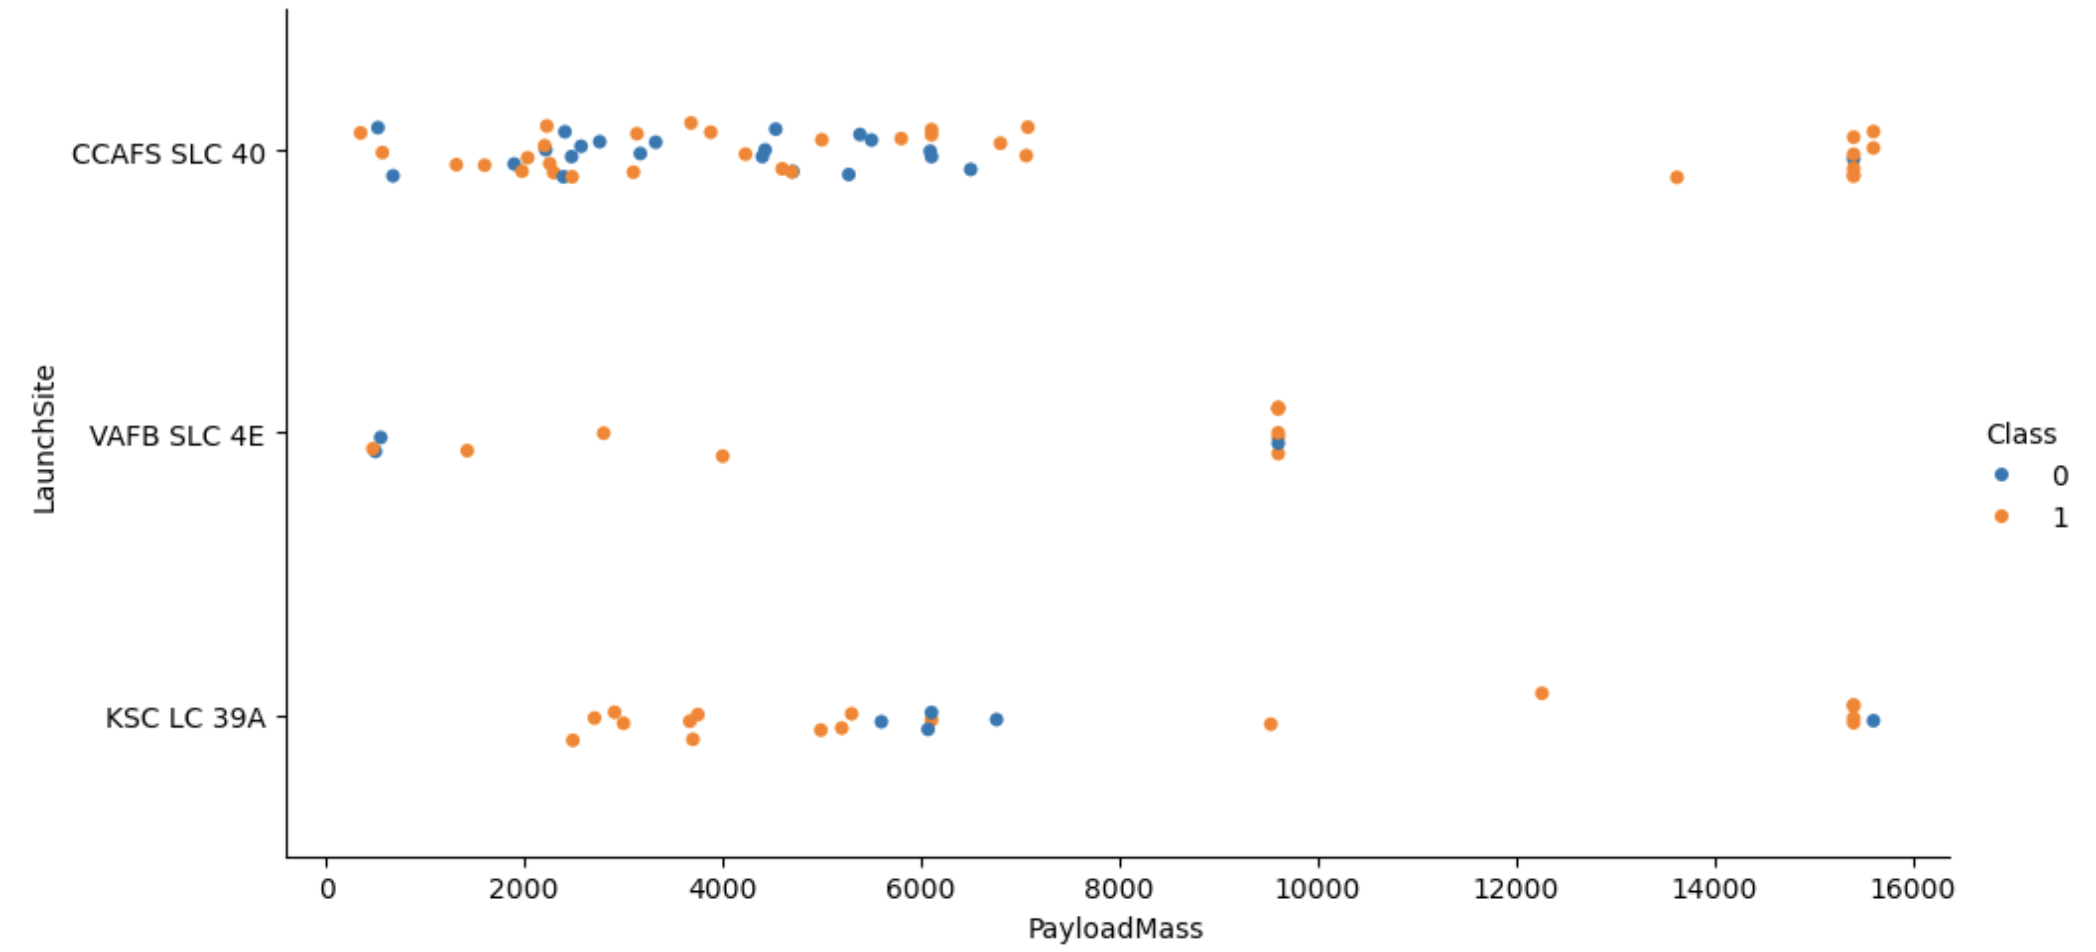 CCAFS SLC 40
VAFB SLC 4E
KSC LC 39A
LaunchSite
0 2000 4000 6000 8000 10000 12000 14000 16000
PayloadMass
Class
0
1